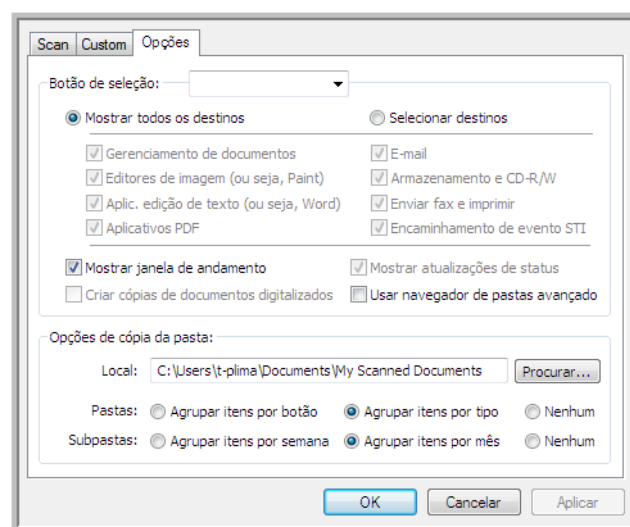 Scan Custom Opções
Botão de seleção:
Mostrar todos os destinos Selecionar destinos
Gerenciamento de documentos E-mail
Editores de imagem (ou seja, Paint) Armazenamento e CD-R/W
Aplic. edição de texto (ou seja, Word) Enviar fax e imprimir
Aplicativos PDF Encaminhamento de evento STI
Mostrar janela de andamento Mostrar atualizações de status
Criar cópias de documentos digitalizados Usar navegador de pastas avançado
Opções de cópia da pasta:
Local: C:\Users\t-plima\Documents\My Scanned Documents Procurar...
Pastas: Agrupar itens por botão Agrupar itens por tipo Nenhum
Subpastas: Agrupar itens por semana Agrupar itens por mês Nenhum
OK Cancelar Aplicar